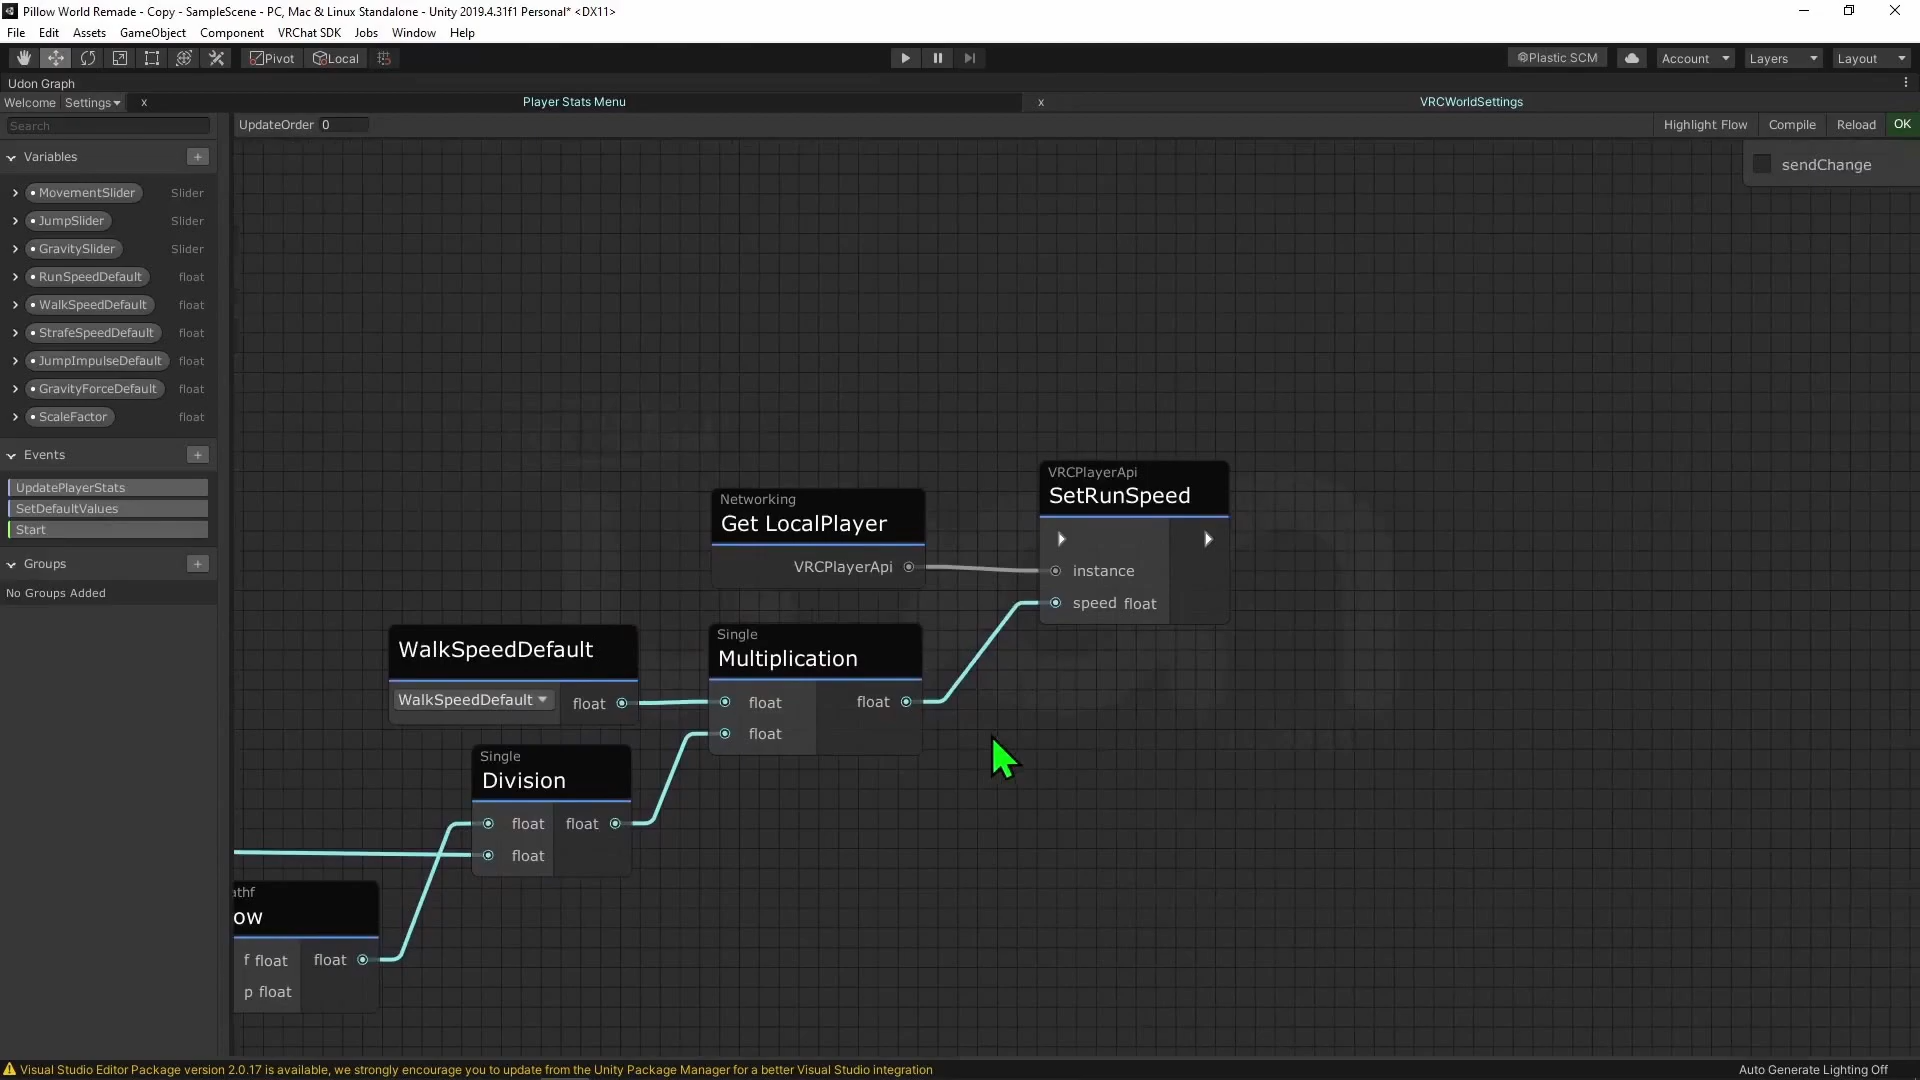 Pillow World Remade - Copy - SampleScene - PC, Mac & Linux Standalone - Unity 2019.4.31f1 Personal* <DX11>
File Edit Assets GameObject Component VRChat SDK Jobs Window Help
Pivot Local Plastic SCM Account Layers Layout
Udon Graph
Welcome Settings x Player Stats Menu x VRCWorldSettings
Search UpdateOrder 0 Highlight Flow Compile Reload OK
Variables +
sendChange
MovementSlider Slider
JumpSlider Slider
GravitySlider Slider
RunSpeedDefault float
WalkSpeedDefault float
StrafeSpeedDefault float
JumpImpulseDefault float
GravityForceDefault float
ScaleFactor float
Events +
UpdatePlayerStats
SetDefaultValues
Start
Groups +
No Groups Added
VRCPlayerApi
SetRunSpeed
instance
speed float
Networking
Get LocalPlayer
VRCPlayerApi
WalkSpeedDefault
WalkSpeedDefault float
Single
Multiplication
float float
float
Single
Division
float float
float
athf
ow
f float float
p float
Visual Studio Editor Package version 2.0.17 is available, we strongly encourage you to update from the Unity Package Manager for a better Visual Studio integration
Auto Generate Lighting Off